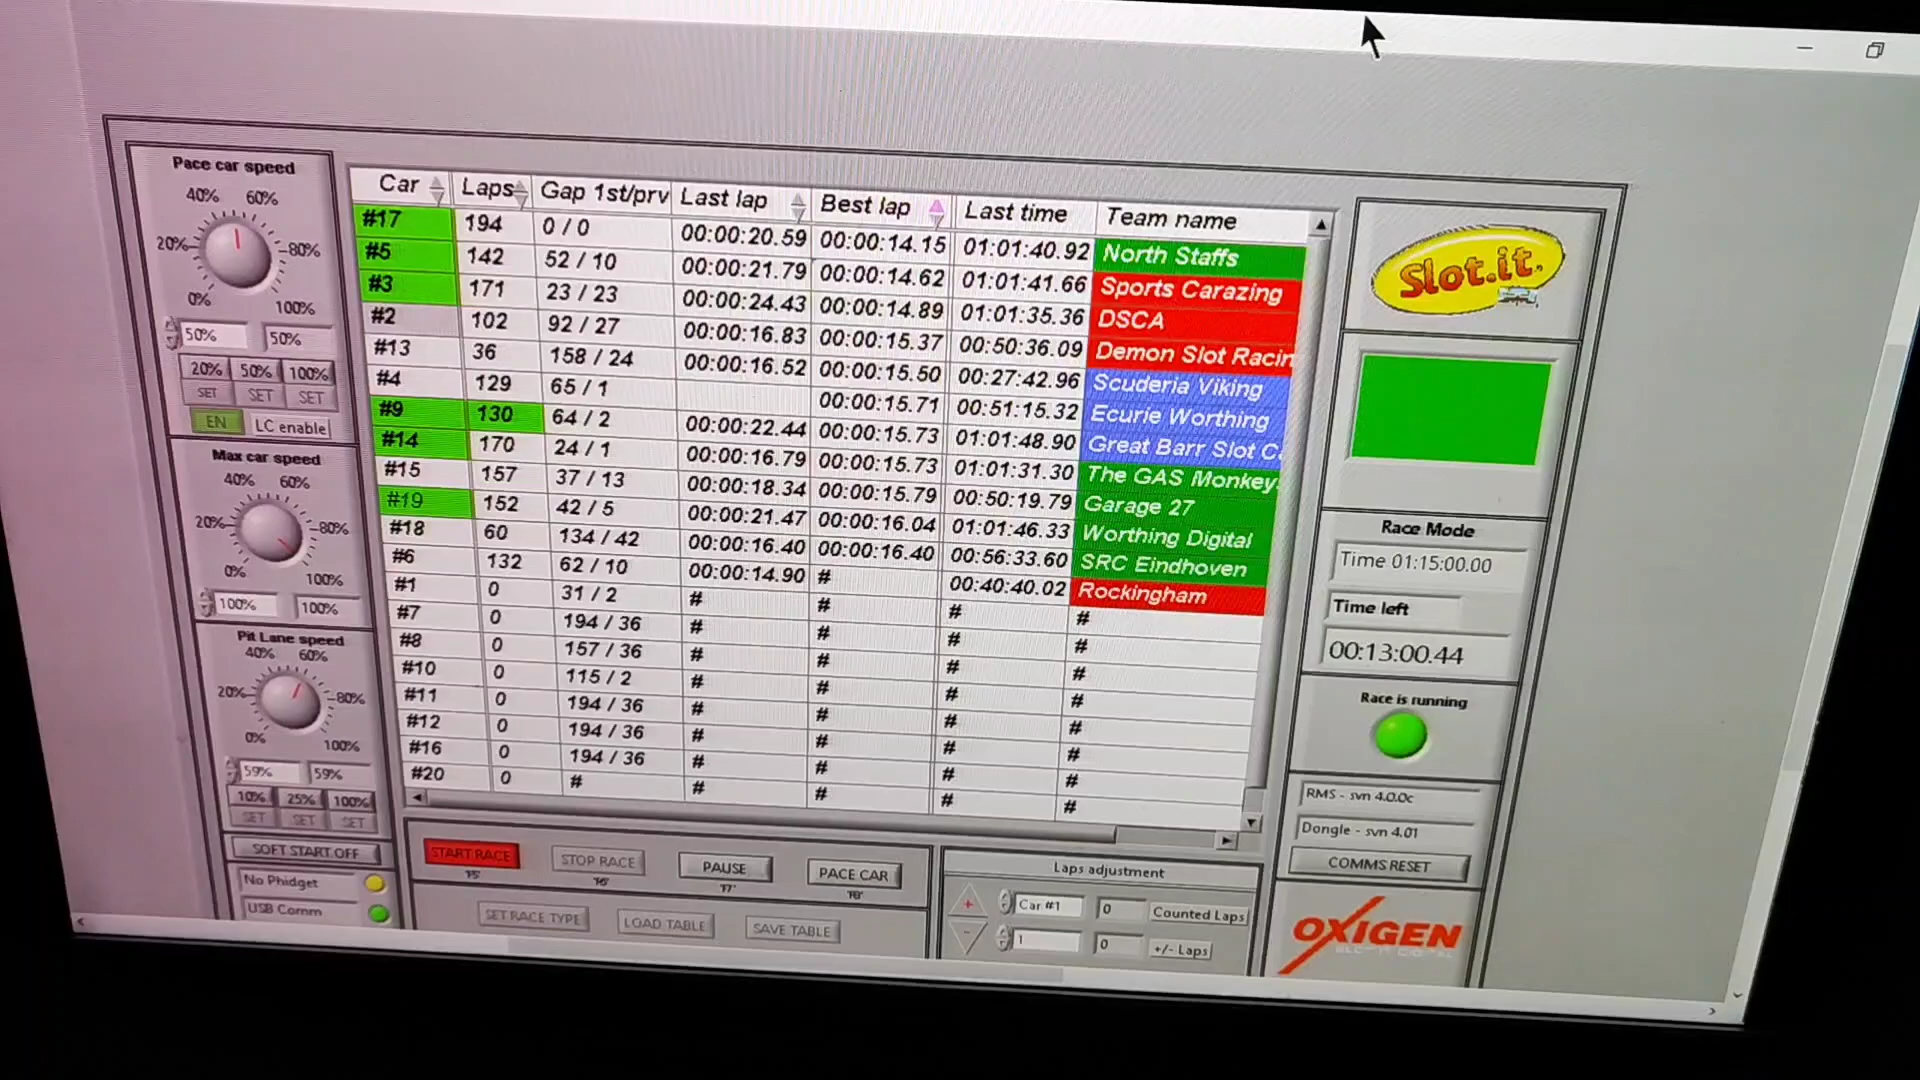 Pace car speed
40% 60%
20% 80%
0% 100%
50% 50%
20% 50% 100%
SET SET SET
EN LC enable
Max car speed
40% 60%
20% 80%
0% 100%
100% 100%
Pit Lane speed
40% 60%
20% 80%
0% 100%
59% 59%
10% 25% 100%
SET SET SET
SOFT START OFF
No Phidget
USB Comm
Car Laps Gap 1st/prv Last lap Best lap Last time Team name
#17 194 0 / 0 00:00:20.59 00:00:14.15 01:01:40.92 North Staffs
#5 142 52 / 10 00:00:21.79 00:00:14.62 01:01:41.66 Sports Carazing
#3 171 23 / 23 00:00:24.43 00:00:14.89 01:01:35.36 DSCA
#2 102 92 / 27 00:00:16.83 00:00:15.37 00:50:36.09 Demon Slot Racin
#13 36 158 / 24 00:00:16.52 00:00:15.50 00:27:42.96 Scuderia Viking
#4 129 65 / 1 00:00:15.71 00:51:15.32 Ecurie Worthing
#9 130 64 / 2 00:00:22.44 00:00:15.73 01:01:48.90 Great Barr Slot C
#14 170 24 / 1 00:00:16.79 00:00:15.73 01:01:31.30 The GAS Monkey
#15 157 37 / 13 00:00:18.34 00:00:15.79 00:50:19.79 Garage 27
#19 152 42 / 5 00:00:21.47 00:00:16.04 01:01:46.33 Worthing Digital
#18 60 134 / 42 00:00:16.40 00:00:16.40 00:56:33.60 SRC Eindhoven
#6 132 62 / 10 00:00:14.90 # 00:40:40.02 Rockingham
#1 0 31 / 2 # # # #
#7 0 194 / 36 # # # #
#8 0 157 / 36 # # # #
#10 0 115 / 2 # # # #
#11 0 194 / 36 # # # #
#12 0 194 / 36 # # # #
#16 0 194 / 36 # # # #
#20 0 # # # # #
START RACE STOP RACE PAUSE PACE CAR
'F5' 'F6' 'F7' 'F8'
SET RACE TYPE LOAD TABLE SAVE TABLE
Laps adjustment
Car #1 0 Counted Laps
1 0 +/- Laps
Slot.it
Race Mode
Time 01:15:00.00
Time left
00:13:00.44
Race is running
RMS - svn 4.0.0c
Dongle - svn 4.01
COMMS RESET
OXIGEN